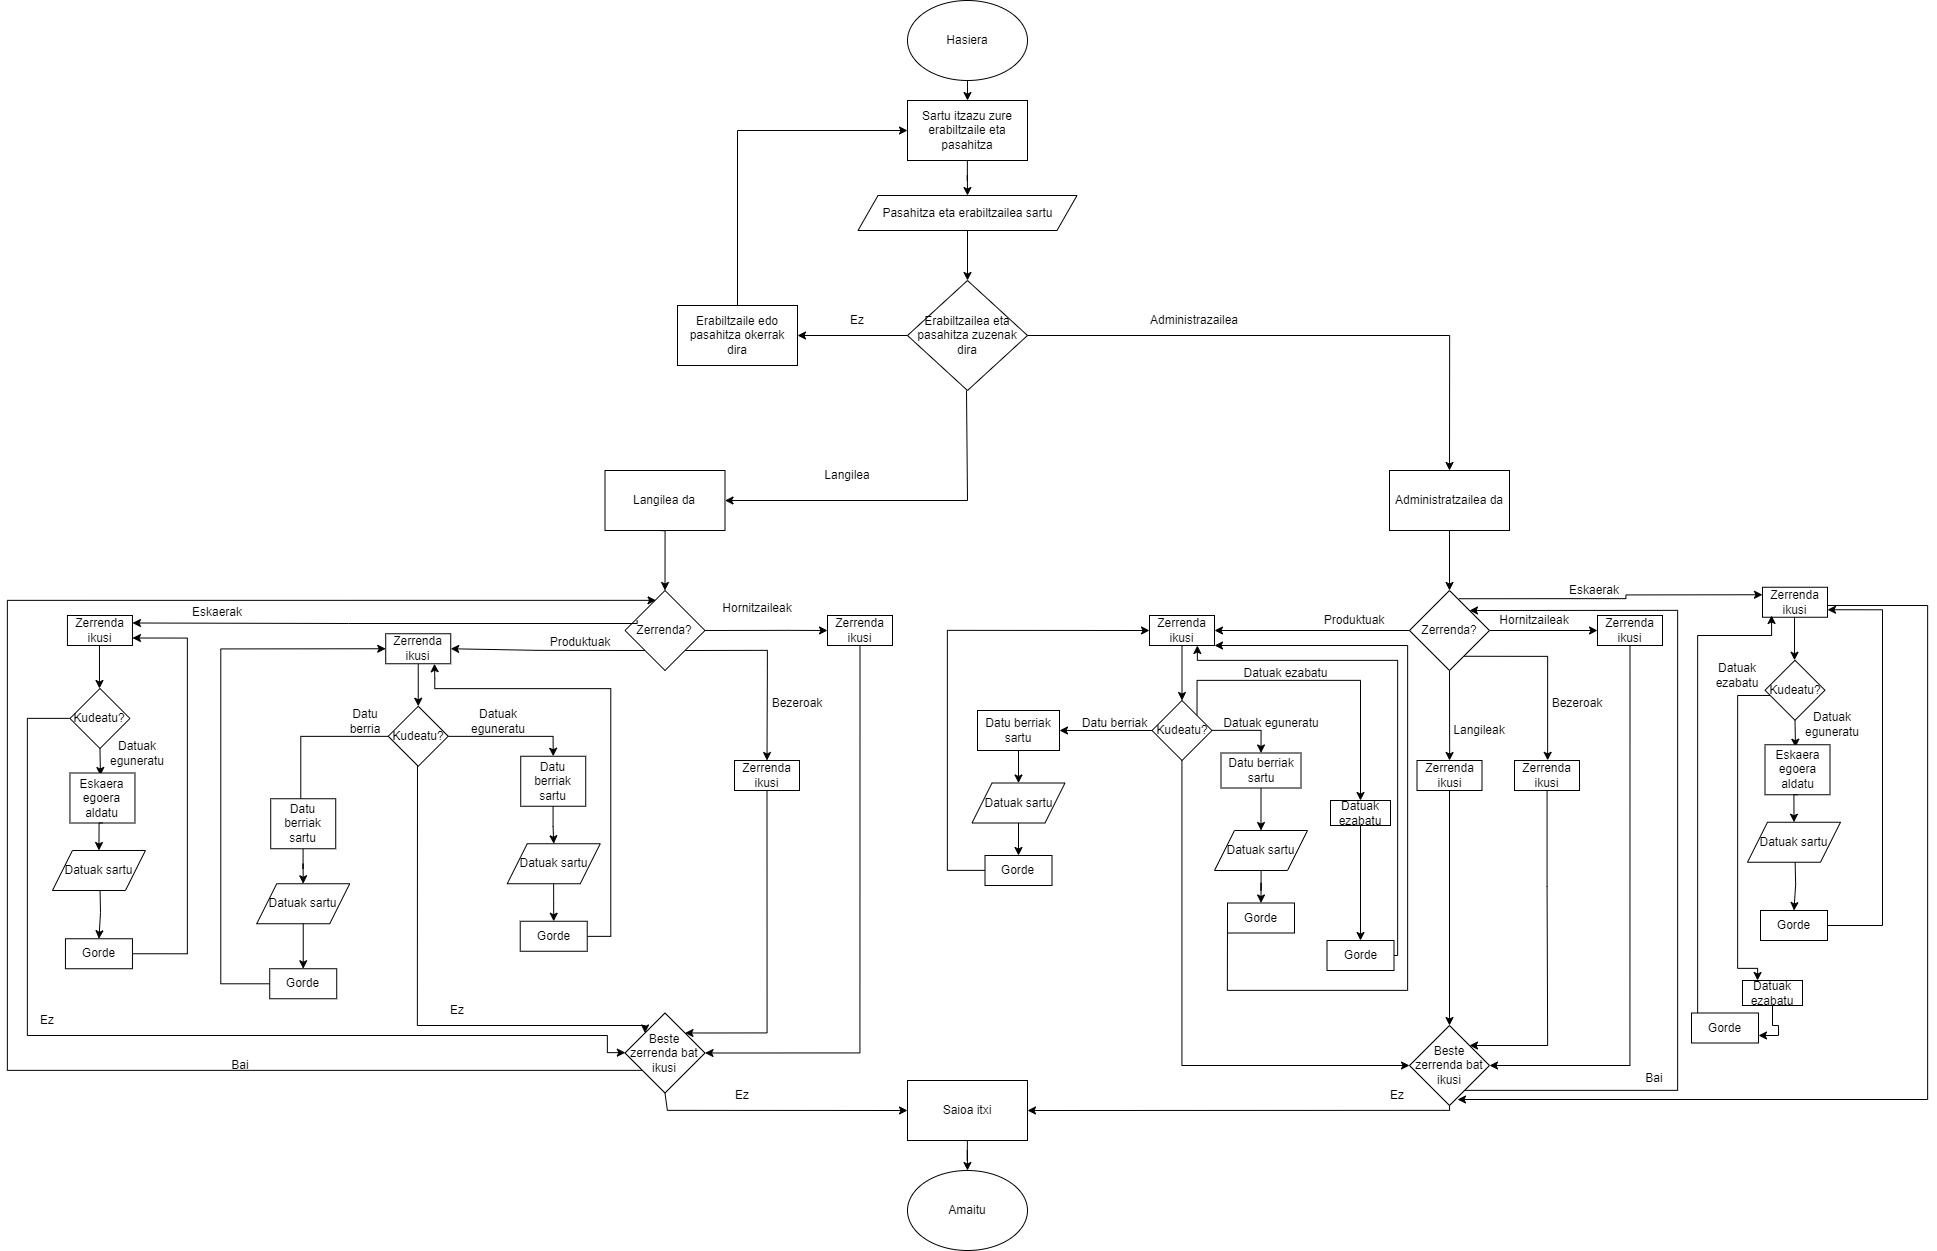 Hasiera
Sartu itzazu zure
erabiltzaile eta
pasahitza
Pasahitza eta erabiltzailea sartu
Erabiltzailea eta
pasahitza zuzenak
dira
Ez
Erabiltzaile edo
pasahitza okerrak
dira
Administrazailea
Langilea
Langilea da
Administratzailea da
Zerrenda?
Eskaerak
Zerrenda
ikusi
Kudeatu?
Datuak
eguneratu
Eskaera
egoera
aldatu
Datuak sartu
Gorde
Ez
Produktuak
Zerrenda
ikusi
Kudeatu?
Datu
berria
Datu
berriak
sartu
Datuak sartu
Gorde
Datuak
eguneratu
Datu
berriak
sartu
Datuak sartu
Gorde
Ez
Hornitzaileak
Zerrenda
ikusi
Bezeroak
Zerrenda
ikusi
Beste
zerrenda bat
ikusi
Bai
Ez
Zerrenda?
Produktuak
Zerrenda
ikusi
Kudeatu?
Datu berriak
Datu berriak
sartu
Datuak sartu
Gorde
Datuak eguneratu
Datu berriak
sartu
Datuak sartu
Gorde
Datuak ezabatu
Datuak
ezabatu
Gorde
Langileak
Zerrenda
ikusi
Bezeroak
Zerrenda
ikusi
Hornitzaileak
Zerrenda
ikusi
Eskaerak
Zerrenda
ikusi
Kudeatu?
Datuak
ezabatu
Datuak
eguneratu
Eskaera
egoera
aldatu
Datuak sartu
Gorde
Datuak
ezabatu
Gorde
Beste
zerrenda bat
ikusi
Bai
Ez
Saioa itxi
Amaitu